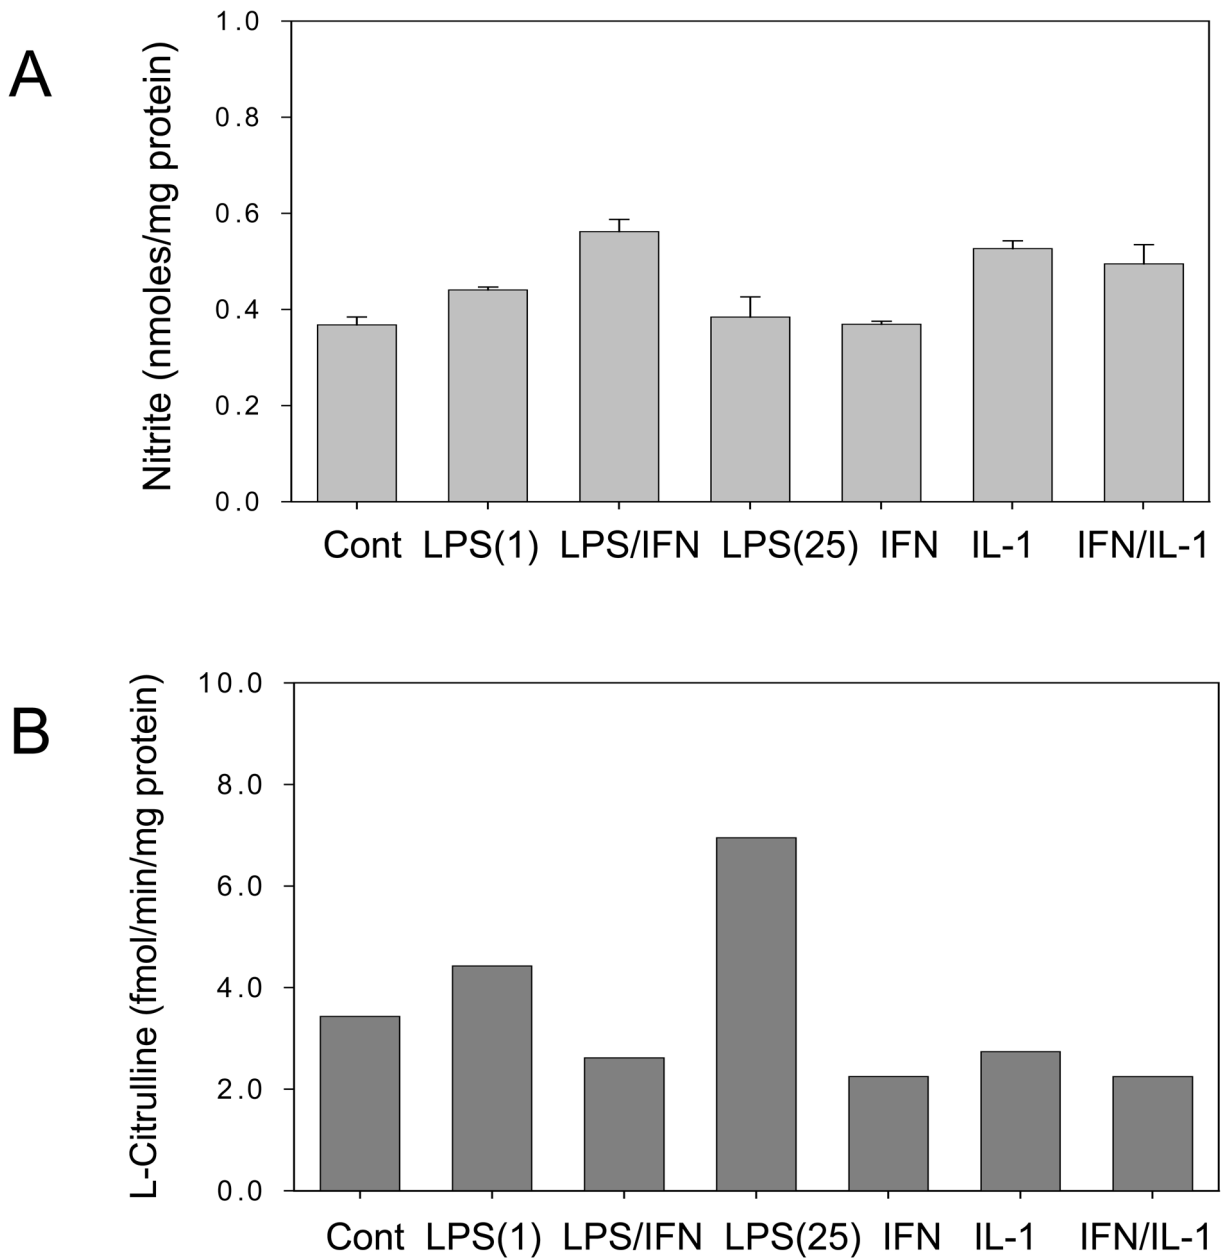 A
Nitrite (nmoles/mg protein)
1.0
0.8
0.6
0.4
0.2
0.0
Cont LPS(1) LPS/IFN LPS(25) IFN IL-1 IFN/IL-1
B
L-Citrulline (fmol/min/mg protein)
10.0
8.0
6.0
4.0
2.0
0.0
Cont LPS(1) LPS/IFN LPS(25) IFN IL-1 IFN/IL-1